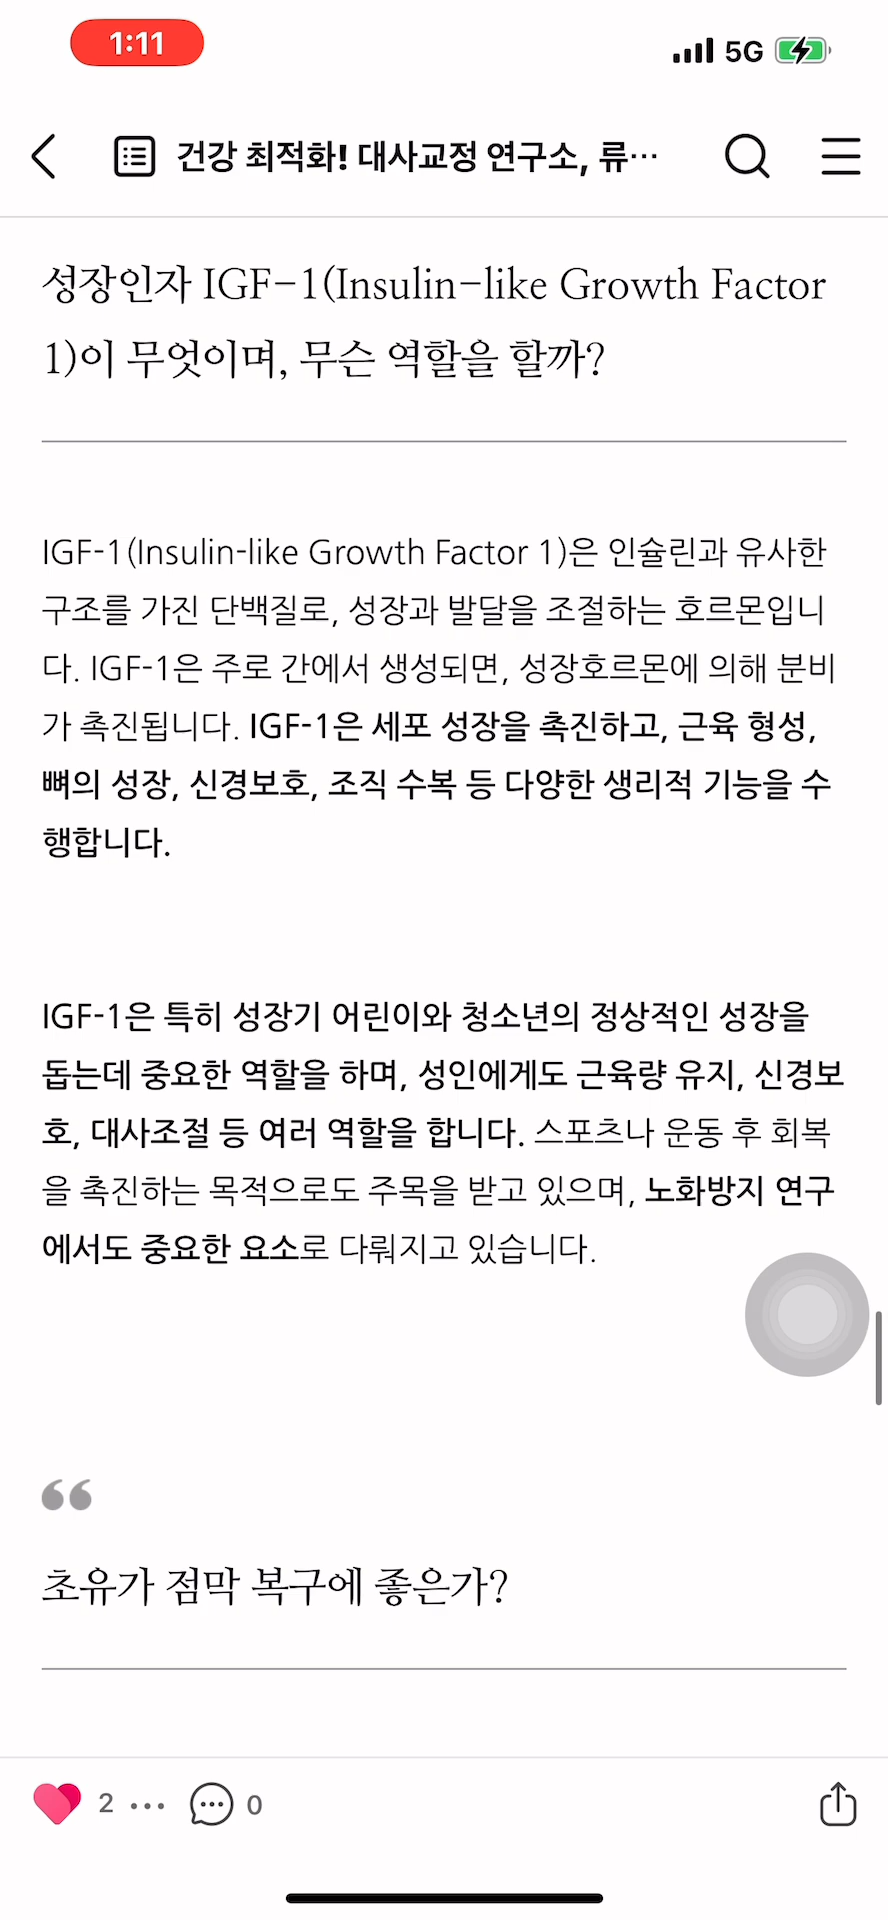 1:11
5G
건강 최적화! 대사교정 연구소, 류…
성장인자 IGF-1(Insulin-like Growth Factor
1)이 무엇이며, 무슨 역할을 할까?
IGF-1(Insulin-like Growth Factor 1)은 인슐린과 유사한
구조를 가진 단백질로, 성장과 발달을 조절하는 호르몬입니
다. IGF-1은 주로 간에서 생성되면, 성장호르몬에 의해 분비
가 촉진됩니다. IGF-1은 세포 성장을 촉진하고, 근육 형성,
뼈의 성장, 신경보호, 조직 수복 등 다양한 생리적 기능을 수
행합니다.
IGF-1은 특히 성장기 어린이와 청소년의 정상적인 성장을
돕는데 중요한 역할을 하며, 성인에게도 근육량 유지, 신경보
호, 대사조절 등 여러 역할을 합니다. 스포츠나 운동 후 회복
을 촉진하는 목적으로도 주목을 받고 있으며, 노화방지 연구
에서도 중요한 요소로 다뤄지고 있습니다.
“
초유가 점막 복구에 좋은가?
2 … 0